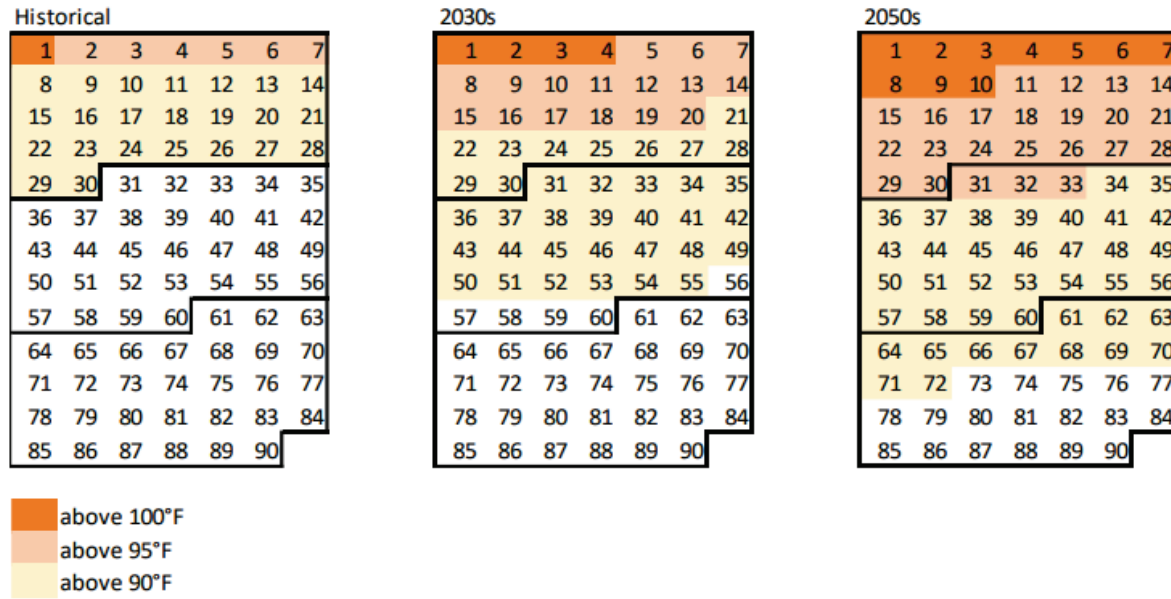 Historical 2030s 2050s
1 2 3 4 5 6 7 1 2 3 4 5 6 7 1 2 3 4 5 6 7
8 9 10 11 12 13 14 8 9 10 11 12 13 14 8 9 10 11 12 13 14
15 16 17 18 19 20 21 15 16 17 18 19 20 21 15 16 17 18 19 20 21
22 23 24 25 26 27 28 22 23 24 25 26 27 28 22 23 24 25 26 27 28
29 30 31 32 33 34 35 29 30 31 32 33 34 35 29 30 31 32 33 34 35
36 37 38 39 40 41 42 36 37 38 39 40 41 42 36 37 38 39 40 41 42
43 44 45 46 47 48 49 43 44 45 46 47 48 49 43 44 45 46 47 48 49
50 51 52 53 54 55 56 50 51 52 53 54 55 56 50 51 52 53 54 55 56
57 58 59 60 61 62 63 57 58 59 60 61 62 63 57 58 59 60 61 62 63
64 65 66 67 68 69 70 64 65 66 67 68 69 70 64 65 66 67 68 69 70
71 72 73 74 75 76 77 71 72 73 74 75 76 77 71 72 73 74 75 76 77
78 79 80 81 82 83 84 78 79 80 81 82 83 84 78 79 80 81 82 83 84
85 86 87 88 89 90 85 86 87 88 89 90 85 86 87 88 89 90
above 100°F
above 95°F
above 90°F